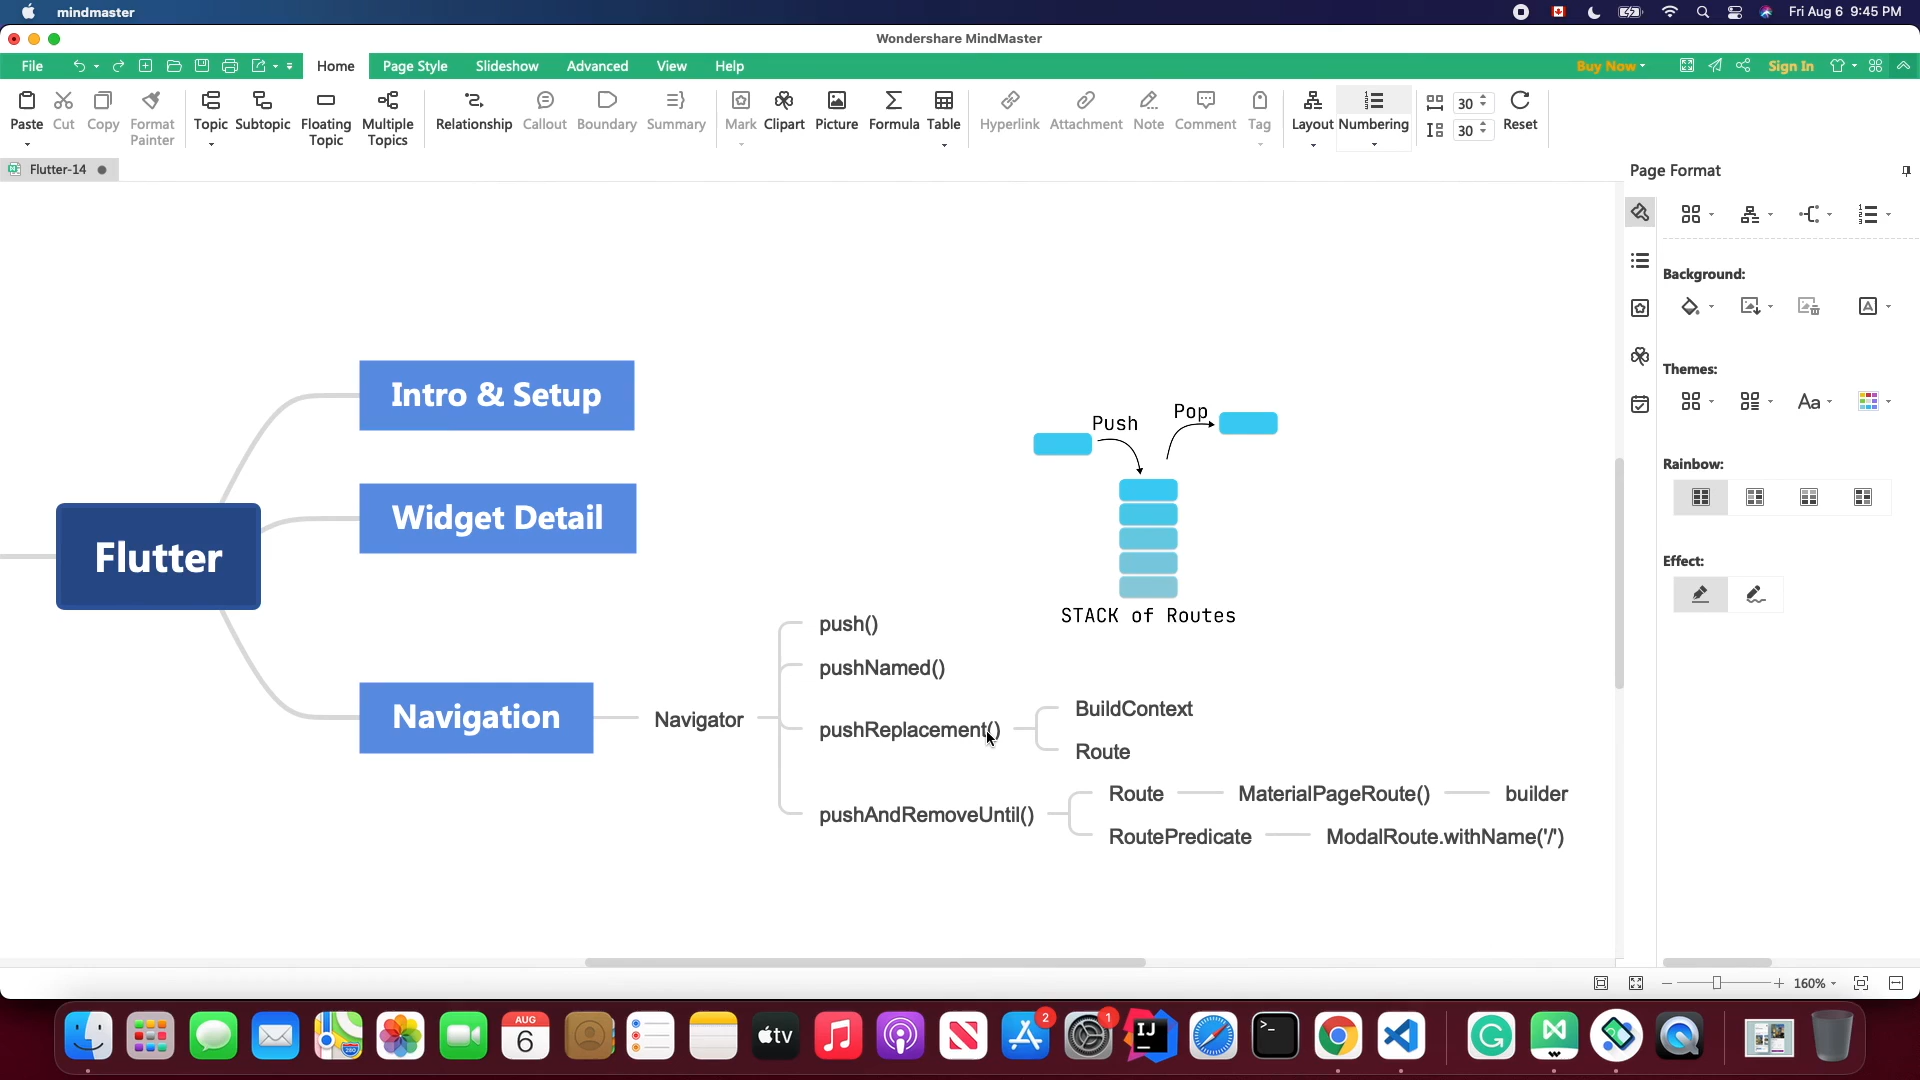 mindmaster
Fri Aug 6 9:45 PM
Wondershare MindMaster
File
Home
Page Style
Slideshow
Advanced
View
Help
Buy Now
Sign In
Paste
Cut
Copy
Format Painter
Topic
Subtopic
Floating Topic
Multiple Topics
Relationship
Callout
Boundary
Summary
Mark
Clipart
Picture
Formula
Table
Hyperlink
Attachment
Note
Comment
Tag
Layout
Numbering
30
30
Reset
Flutter-14
Page Format
Background:
Themes:
Aa
Rainbow:
Effect:
Intro & Setup
Widget Detail
Flutter
Navigation
Navigator
push()
pushNamed()
pushReplacement()
BuildContext
Route
pushAndRemoveUntil()
Route
MaterialPageRoute()
builder
RoutePredicate
ModalRoute.withName('/')
Push
Pop
STACK of Routes
160%
AUG
6
tv
2
1
IJ